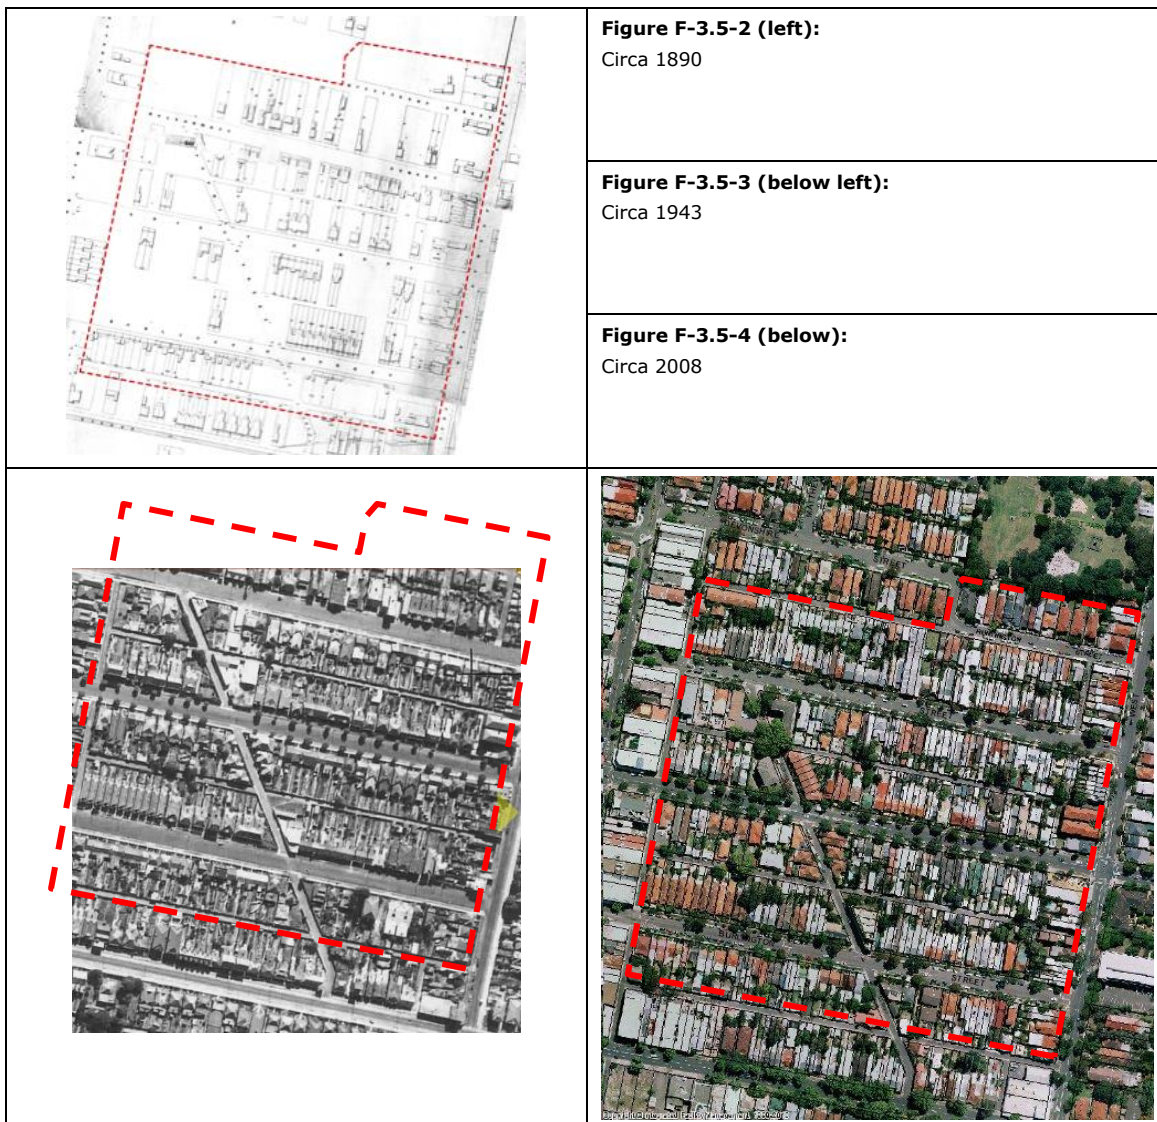 Figure F-3.5-2 (left):
Circa 1890
Figure F-3.5-3 (below left):
Circa 1943
Figure F-3.5-4 (below):
Circa 2008
STREET